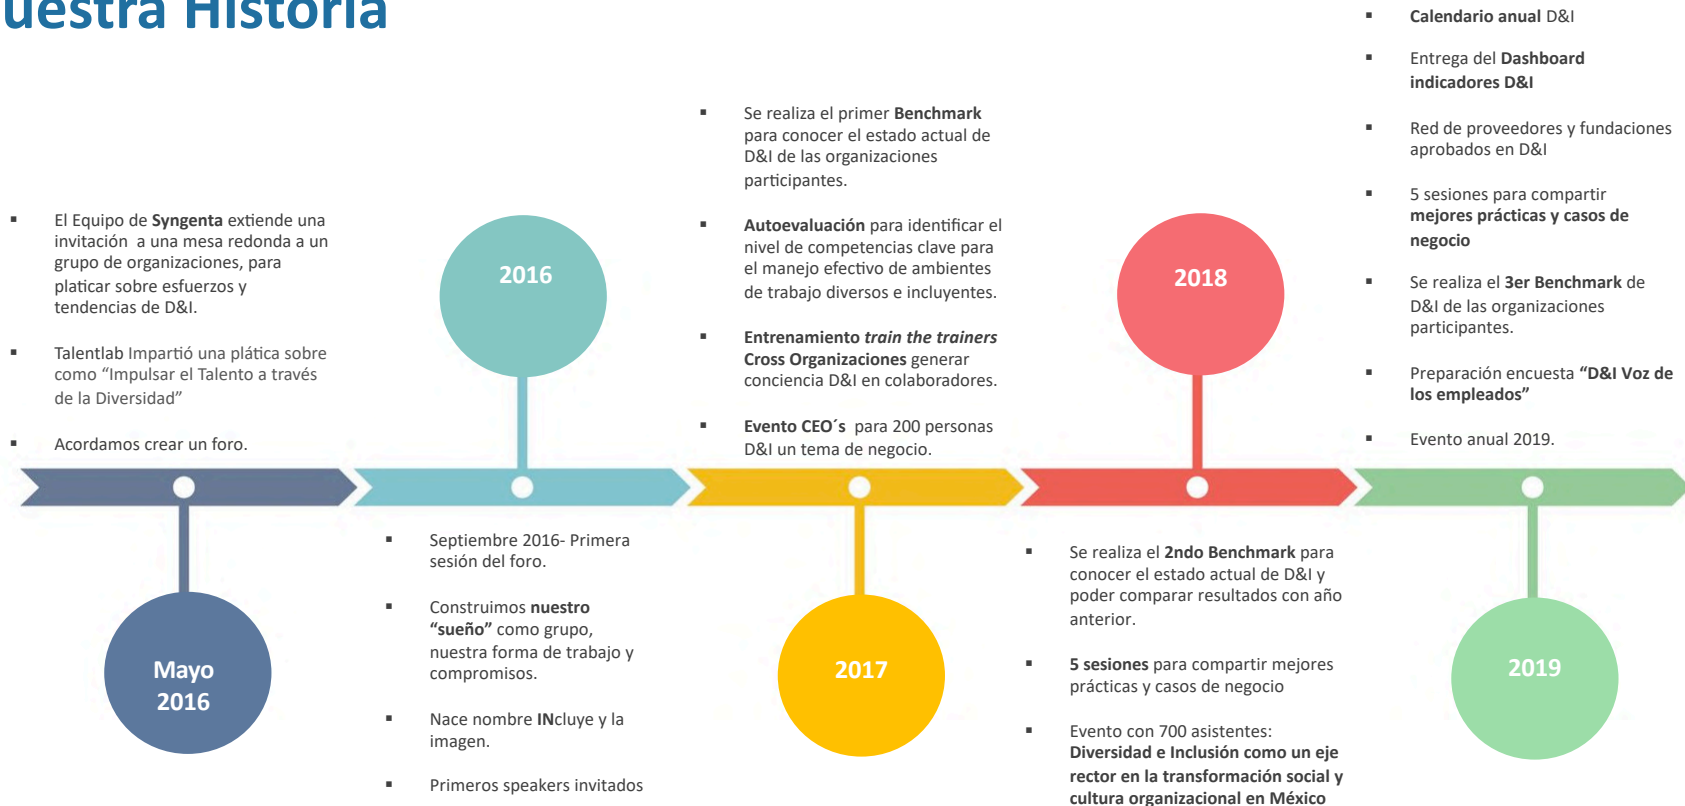 uestra Historia
El Equipo de Syngenta extiende una
invitación a una mesa redonda a un
grupo de organizaciones, para
platicar sobre esfuerzos y
tendencias de D&I.
Talentlab Impartió una plática sobre
como “Impulsar el Talento a través
de la Diversidad”
Acordamos crear un foro.
Mayo
2016
2016
Septiembre 2016- Primera
sesión del foro.
Construimos nuestro
“sueño” como grupo,
nuestra forma de trabajo y
compromisos.
Nace nombre INcluye y la
imagen.
Primeros speakers invitados
Se realiza el primer Benchmark
para conocer el estado actual de
D&I de las organizaciones
participantes.
Autoevaluación para identificar el
nivel de competencias clave para
el manejo efectivo de ambientes
de trabajo diversos e incluyentes.
Entrenamiento train the trainers
Cross Organizaciones generar
conciencia D&I en colaboradores.
Evento CEO´s para 200 personas
D&I un tema de negocio.
2017
2018
Se realiza el 2ndo Benchmark para
conocer el estado actual de D&I y
poder comparar resultados con año
anterior.
5 sesiones para compartir mejores
prácticas y casos de negocio
Evento con 700 asistentes:
Diversidad e Inclusión como un eje
rector en la transformación social y
cultura organizacional en México
Calendario anual D&I
Entrega del Dashboard
indicadores D&I
Red de proveedores y fundaciones
aprobados en D&I
5 sesiones para compartir
mejores prácticas y casos de
negocio
Se realiza el 3er Benchmark de
D&I de las organizaciones
participantes.
Preparación encuesta “D&I Voz de
los empleados”
Evento anual 2019.
2019